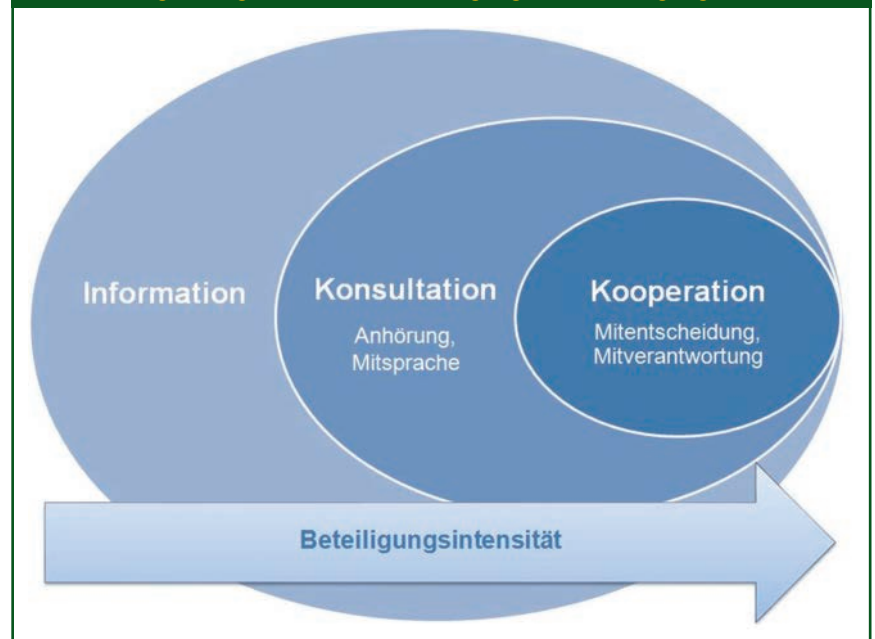 Information
Konsultation
Anhörung,
Mitsprache
Kooperation
Mitentscheidung,
Mitverantwortung
Beteiligungsintensität